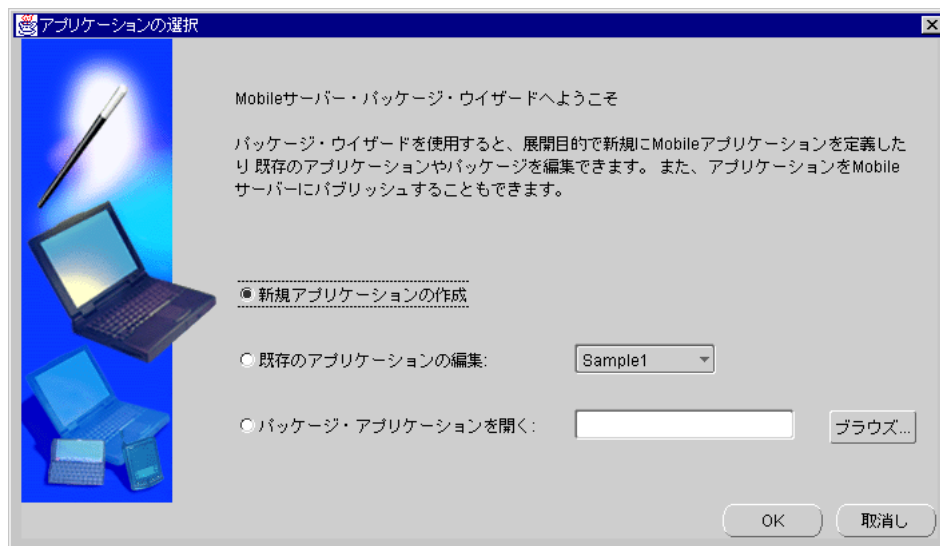 アプリケーションの選択
Mobileサーバー・パッケージ・ウイザードへようこそ
パッケージ・ウイザードを使用すると、展開目的で新規にMobileアプリケーションを定義した
り 既存のアプリケーションやパッケージを編集できます。 また、アプリケーションをMobile
サーバーにパブリッシュすることもできます。
新規アプリケーションの作成
既存のアプリケーションの編集: Sample1
パッケージ・アプリケーションを開く: ブラウズ...
OK 取消し